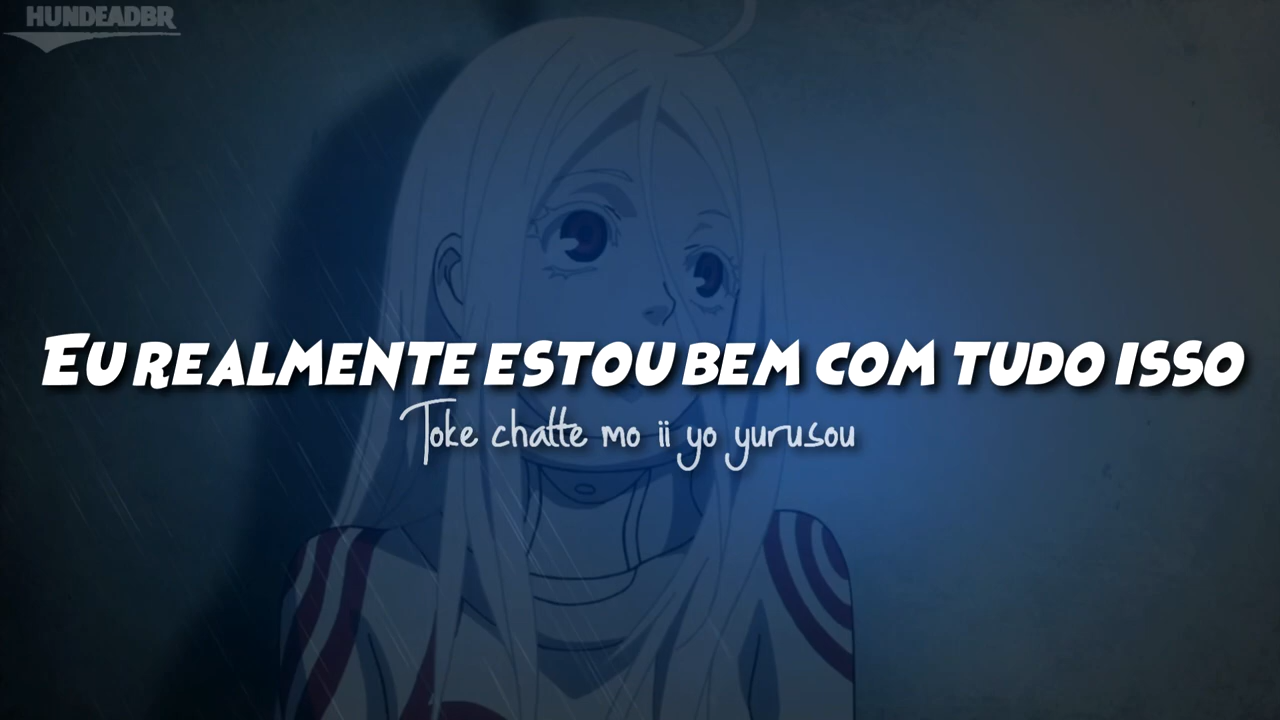 HUNDEADBR
EU REALMENTE ESTOU BEM COM TUDO ISSO
Toke chatte mo ii yo yurusou